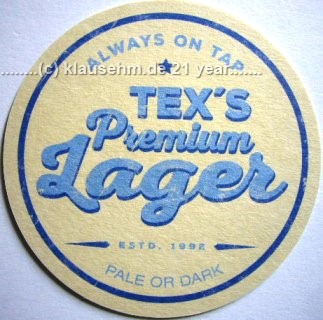 ALWAYS ON TAP
........(c) klausehm.de 21 year......
TEX'S
Premium
Lager
ESTD. 1992
PALE OR DARK